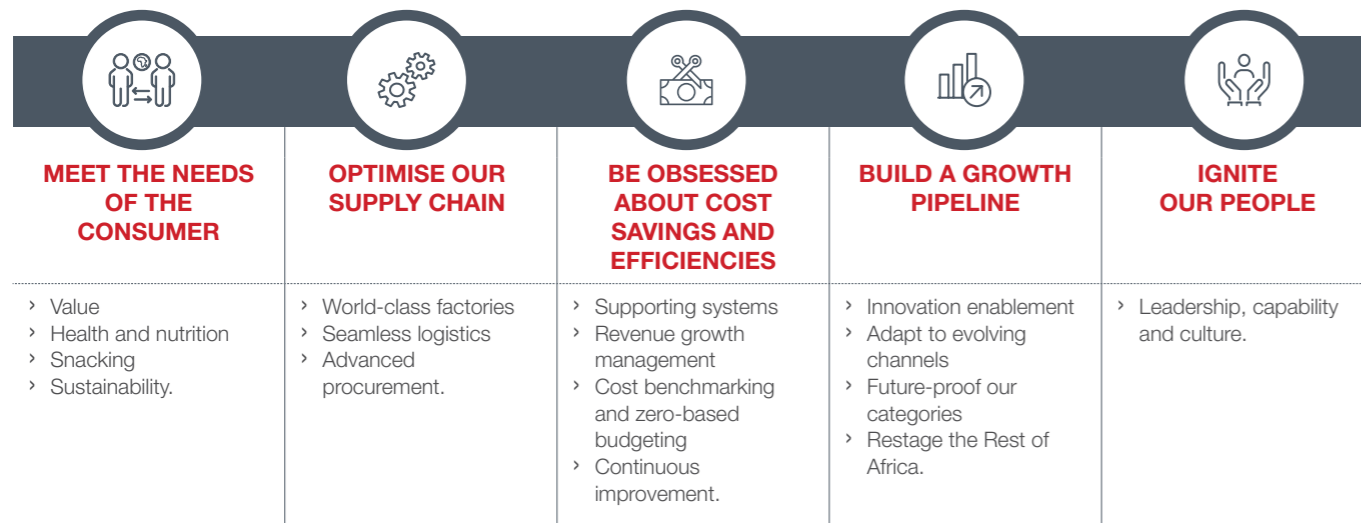 MEET THE NEEDS
OF THE
CONSUMER
› Value
› Health and nutrition
› Snacking
› Sustainability.
OPTIMISE OUR
SUPPLY CHAIN
› World-class factories
› Seamless logistics
› Advanced
procurement.
BE OBSESSED
ABOUT COST
SAVINGS AND
EFFICIENCIES
› Supporting systems
› Revenue growth
management
› Cost benchmarking
and zero-based
budgeting
› Continuous
improvement.
BUILD A GROWTH
PIPELINE
› Innovation enablement
› Adapt to evolving
channels
› Future-proof our
categories
› Restage the Rest of
Africa.
IGNITE
OUR PEOPLE
› Leadership, capability
and culture.